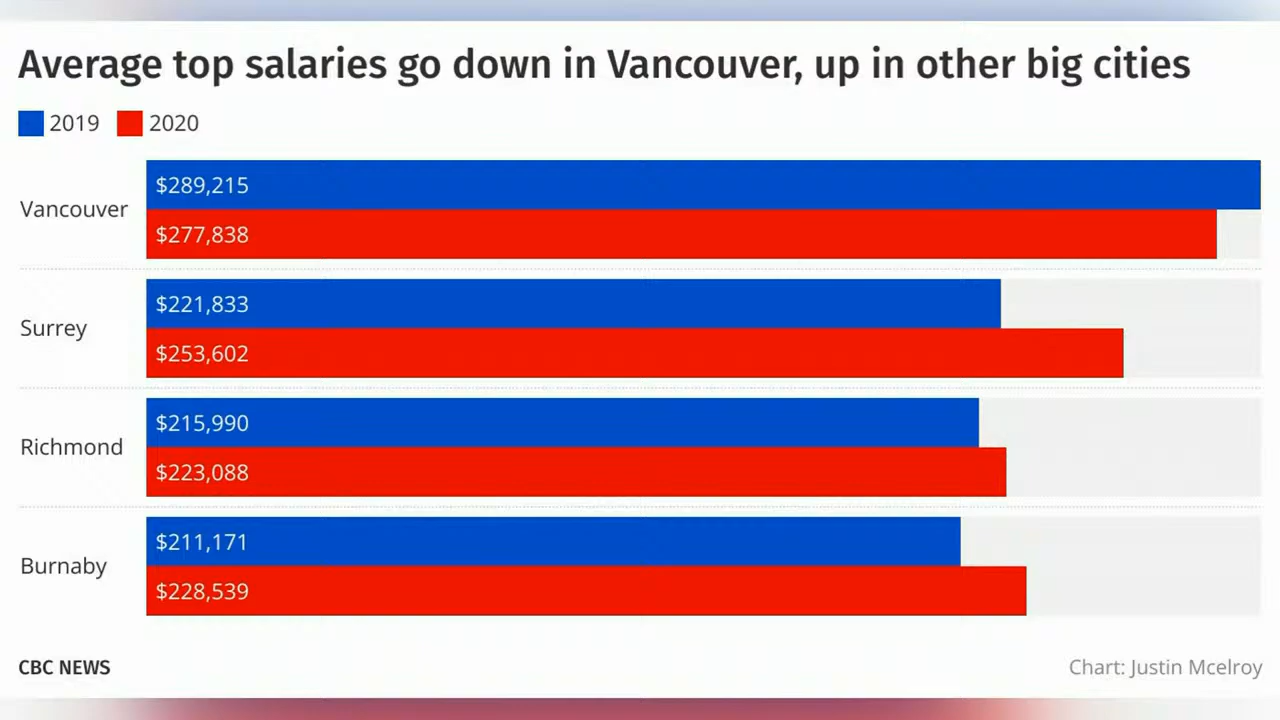 Average top salaries go down in Vancouver, up in other big cities
2019 2020
Vancouver
$289,215
$277,838
Surrey
$221,833
$253,602
Richmond
$215,990
$223,088
Burnaby
$211,171
$228,539
CBC NEWS
Chart: Justin Mcelroy